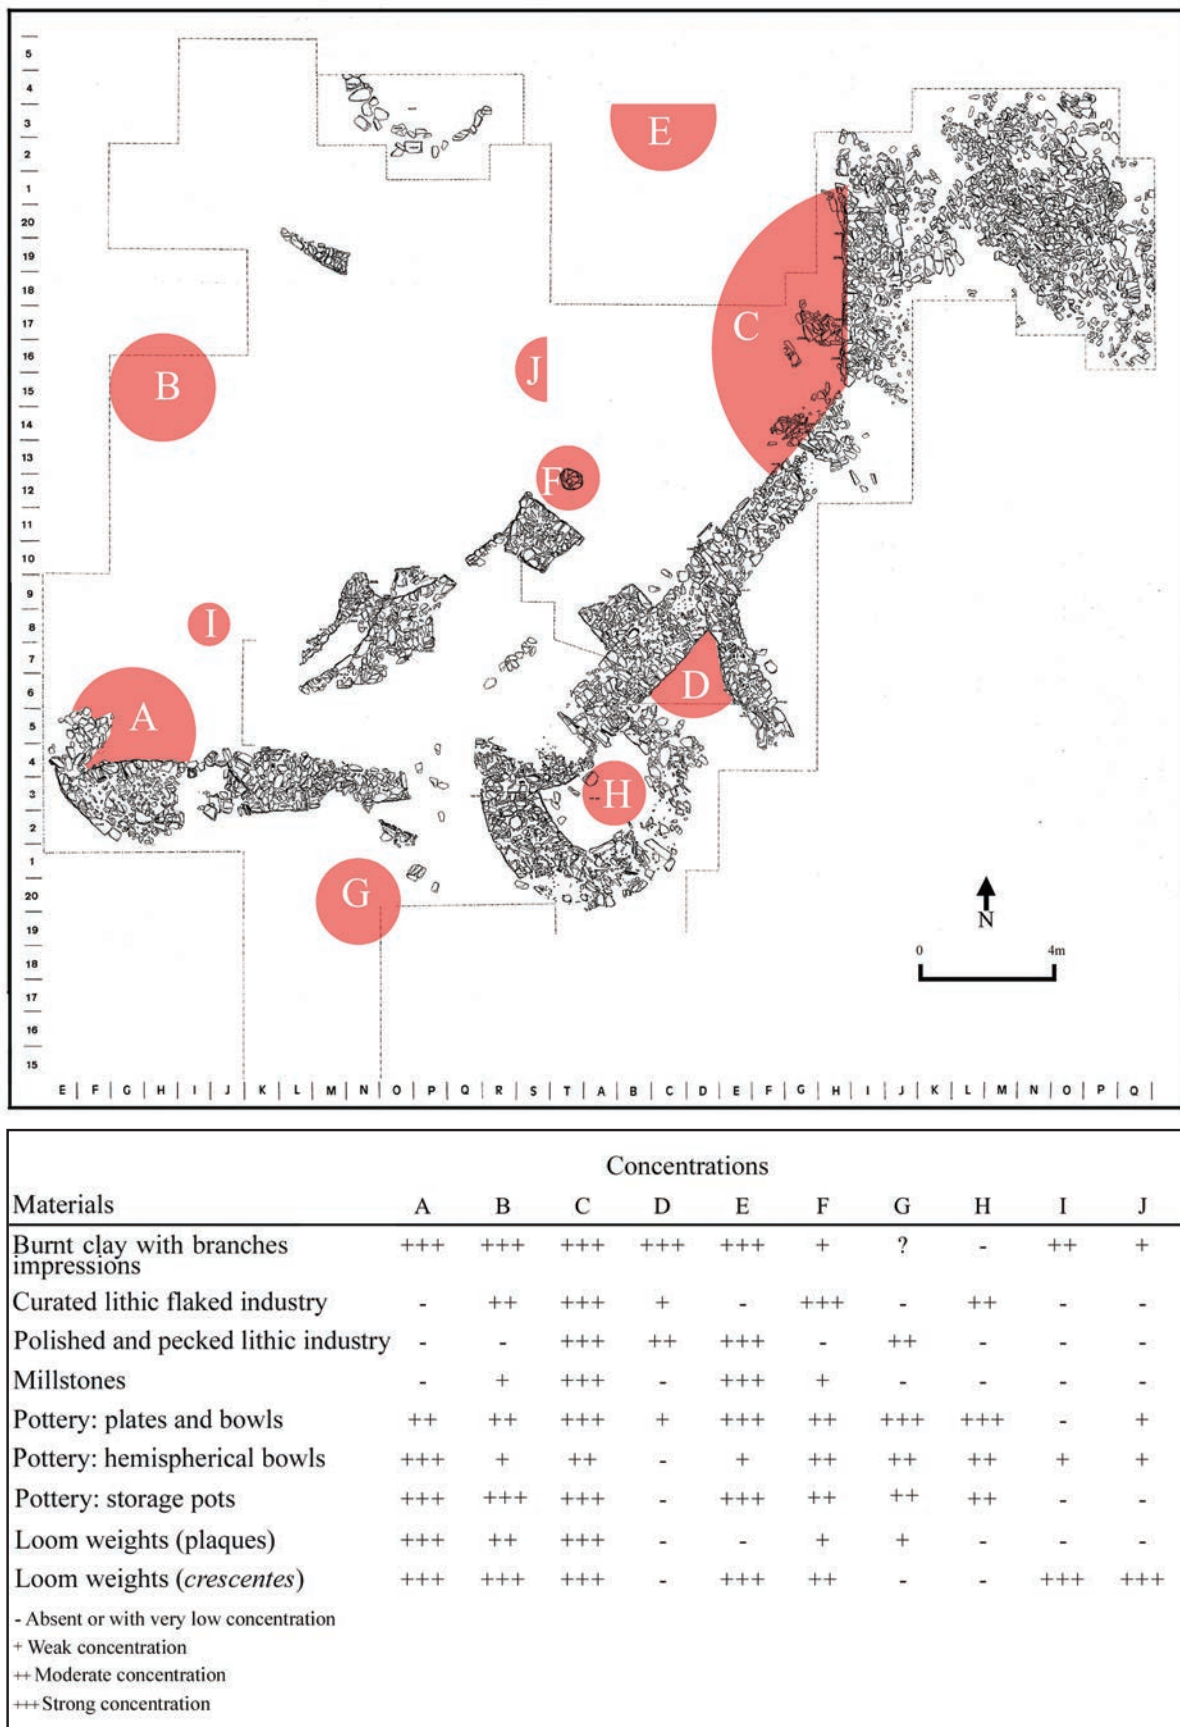 5
4
3
2
1
20
19
18
17
16
15
14
13
12
11
10
9
8
7
6
5
4
3
2
1
20
19
18
17
16
15
E
C
B
J
F
I
A
D
H
G
N
0 4m
E F G H I J K L M N O P Q R S T A B C D E F G H I J K L M N O P Q
Concentrations
Materials A B C D E F G H I J
Burnt clay with branches +++ +++ +++ +++ +++ + ? - ++ +
impressions
Curated lithic flaked industry - ++ +++ + - +++ - ++ - -
Polished and pecked lithic industry - - +++ ++ +++ - ++ - - -
Millstones - + +++ - +++ + - - - -
Pottery: plates and bowls ++ ++ +++ + +++ ++ +++ +++ - +
Pottery: hemispherical bowls +++ + ++ - + ++ ++ ++ + +
Pottery: storage pots +++ +++ +++ - +++ ++ ++ ++ - -
Loom weights (plaques) +++ ++ +++ - - + + - - -
Loom weights (crescentes) +++ +++ +++ - +++ ++ - - +++ +++
- Absent or with very low concentration
+ Weak concentration
++ Moderate concentration
+++ Strong concentration